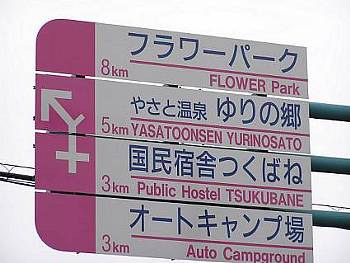 フラワーパーク
8km FLOWER Park
やさと温泉 ゆりの郷
5km YASATOONSEN YURINOSATO
国民宿舎つくばね
3km Public Hostel TSUKUBANE
オートキャンプ場
3km Auto Campground